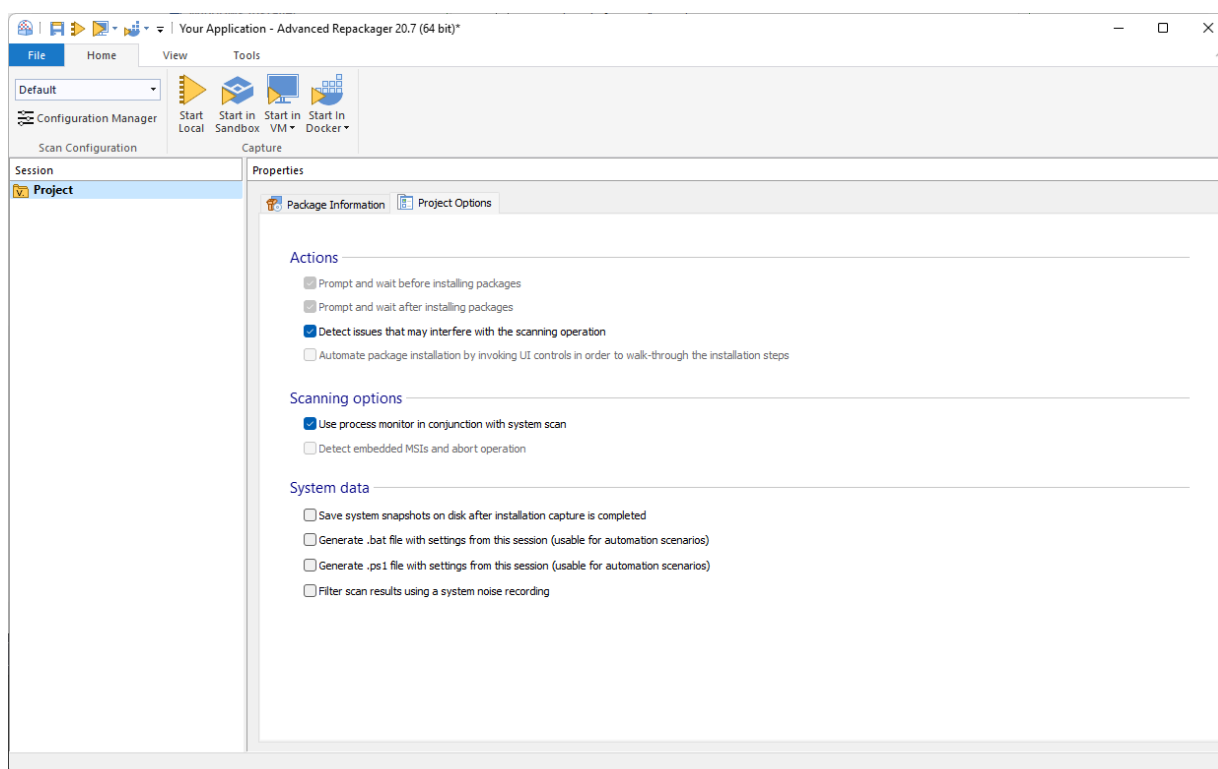 Your Application - Advanced Repackager 20.7 (64 bit)*
File Home View Tools
Default
Configuration Manager
Scan Configuration
Start Local
Start in Sandbox
Start in VM
Start In Docker
Capture
Session
Project
Properties
Package Information
Project Options
Actions
Prompt and wait before installing packages
Prompt and wait after installing packages
Detect issues that may interfere with the scanning operation
Automate package installation by invoking UI controls in order to walk-through the installation steps
Scanning options
Use process monitor in conjunction with system scan
Detect embedded MSIs and abort operation
System data
Save system snapshots on disk after installation capture is completed
Generate .bat file with settings from this session (usable for automation scenarios)
Generate .ps1 file with settings from this session (usable for automation scenarios)
Filter scan results using a system noise recording